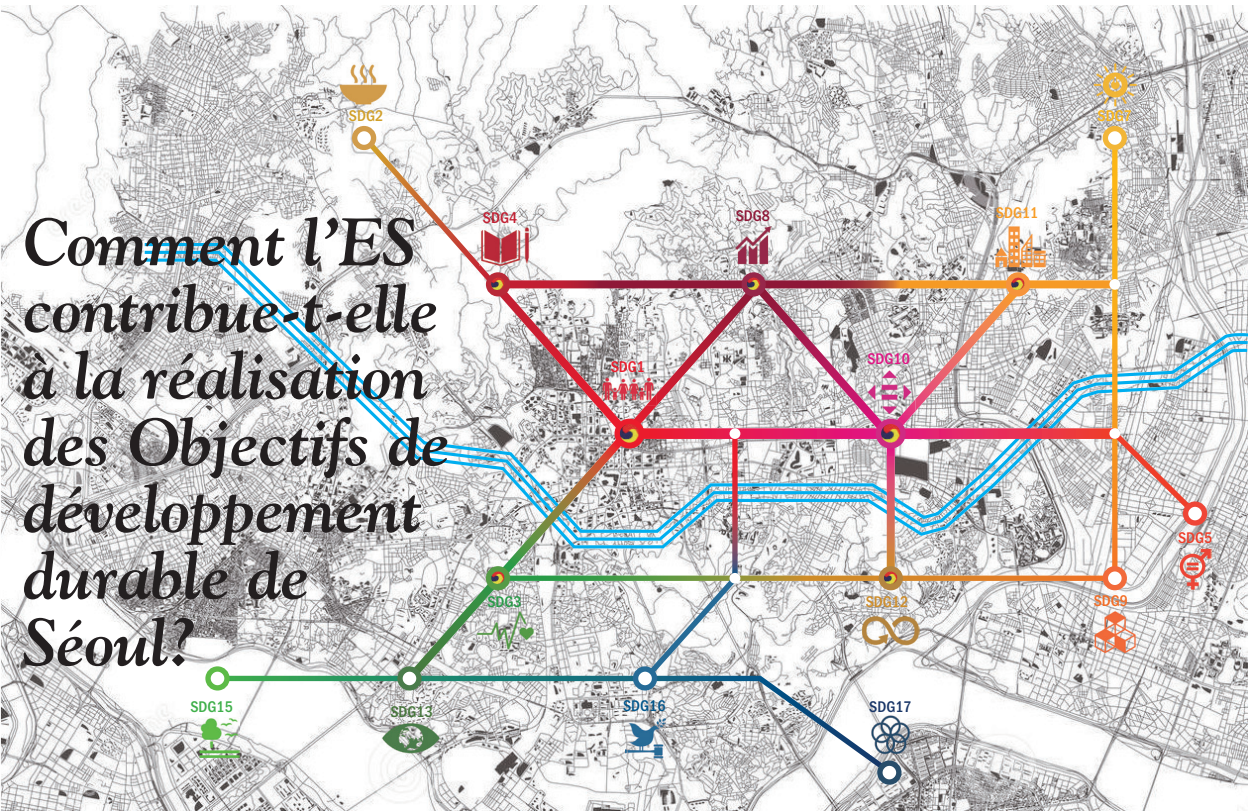 Comment l’ES
contribue-t-elle
à la réalisation
des Objectifs de
développement
durable de
Séoul?
SDG2
SDG7
SDG4
SDG8
SDG11
SDG1
SDG10
SDG5
SDG3
SDG12
SDG9
SDG15
SDG13
SDG16
SDG17